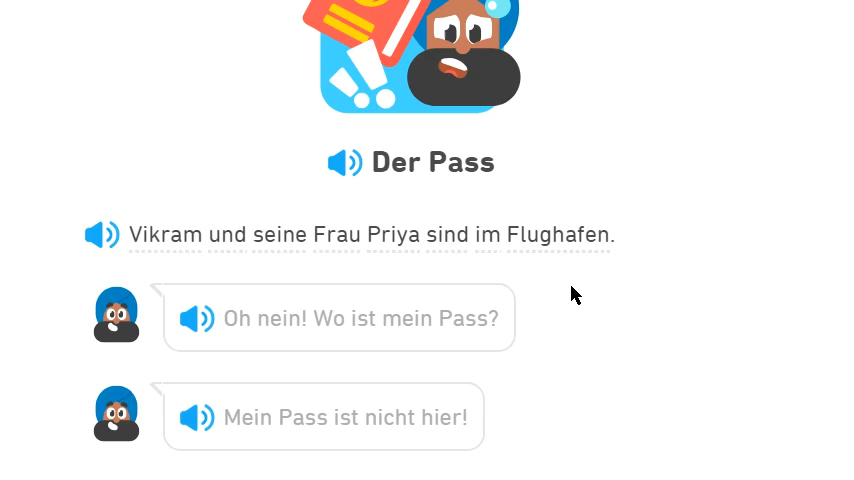 Der Pass
Vikram und seine Frau Priya sind im Flughafen.
Oh nein! Wo ist mein Pass?
Mein Pass ist nicht hier!